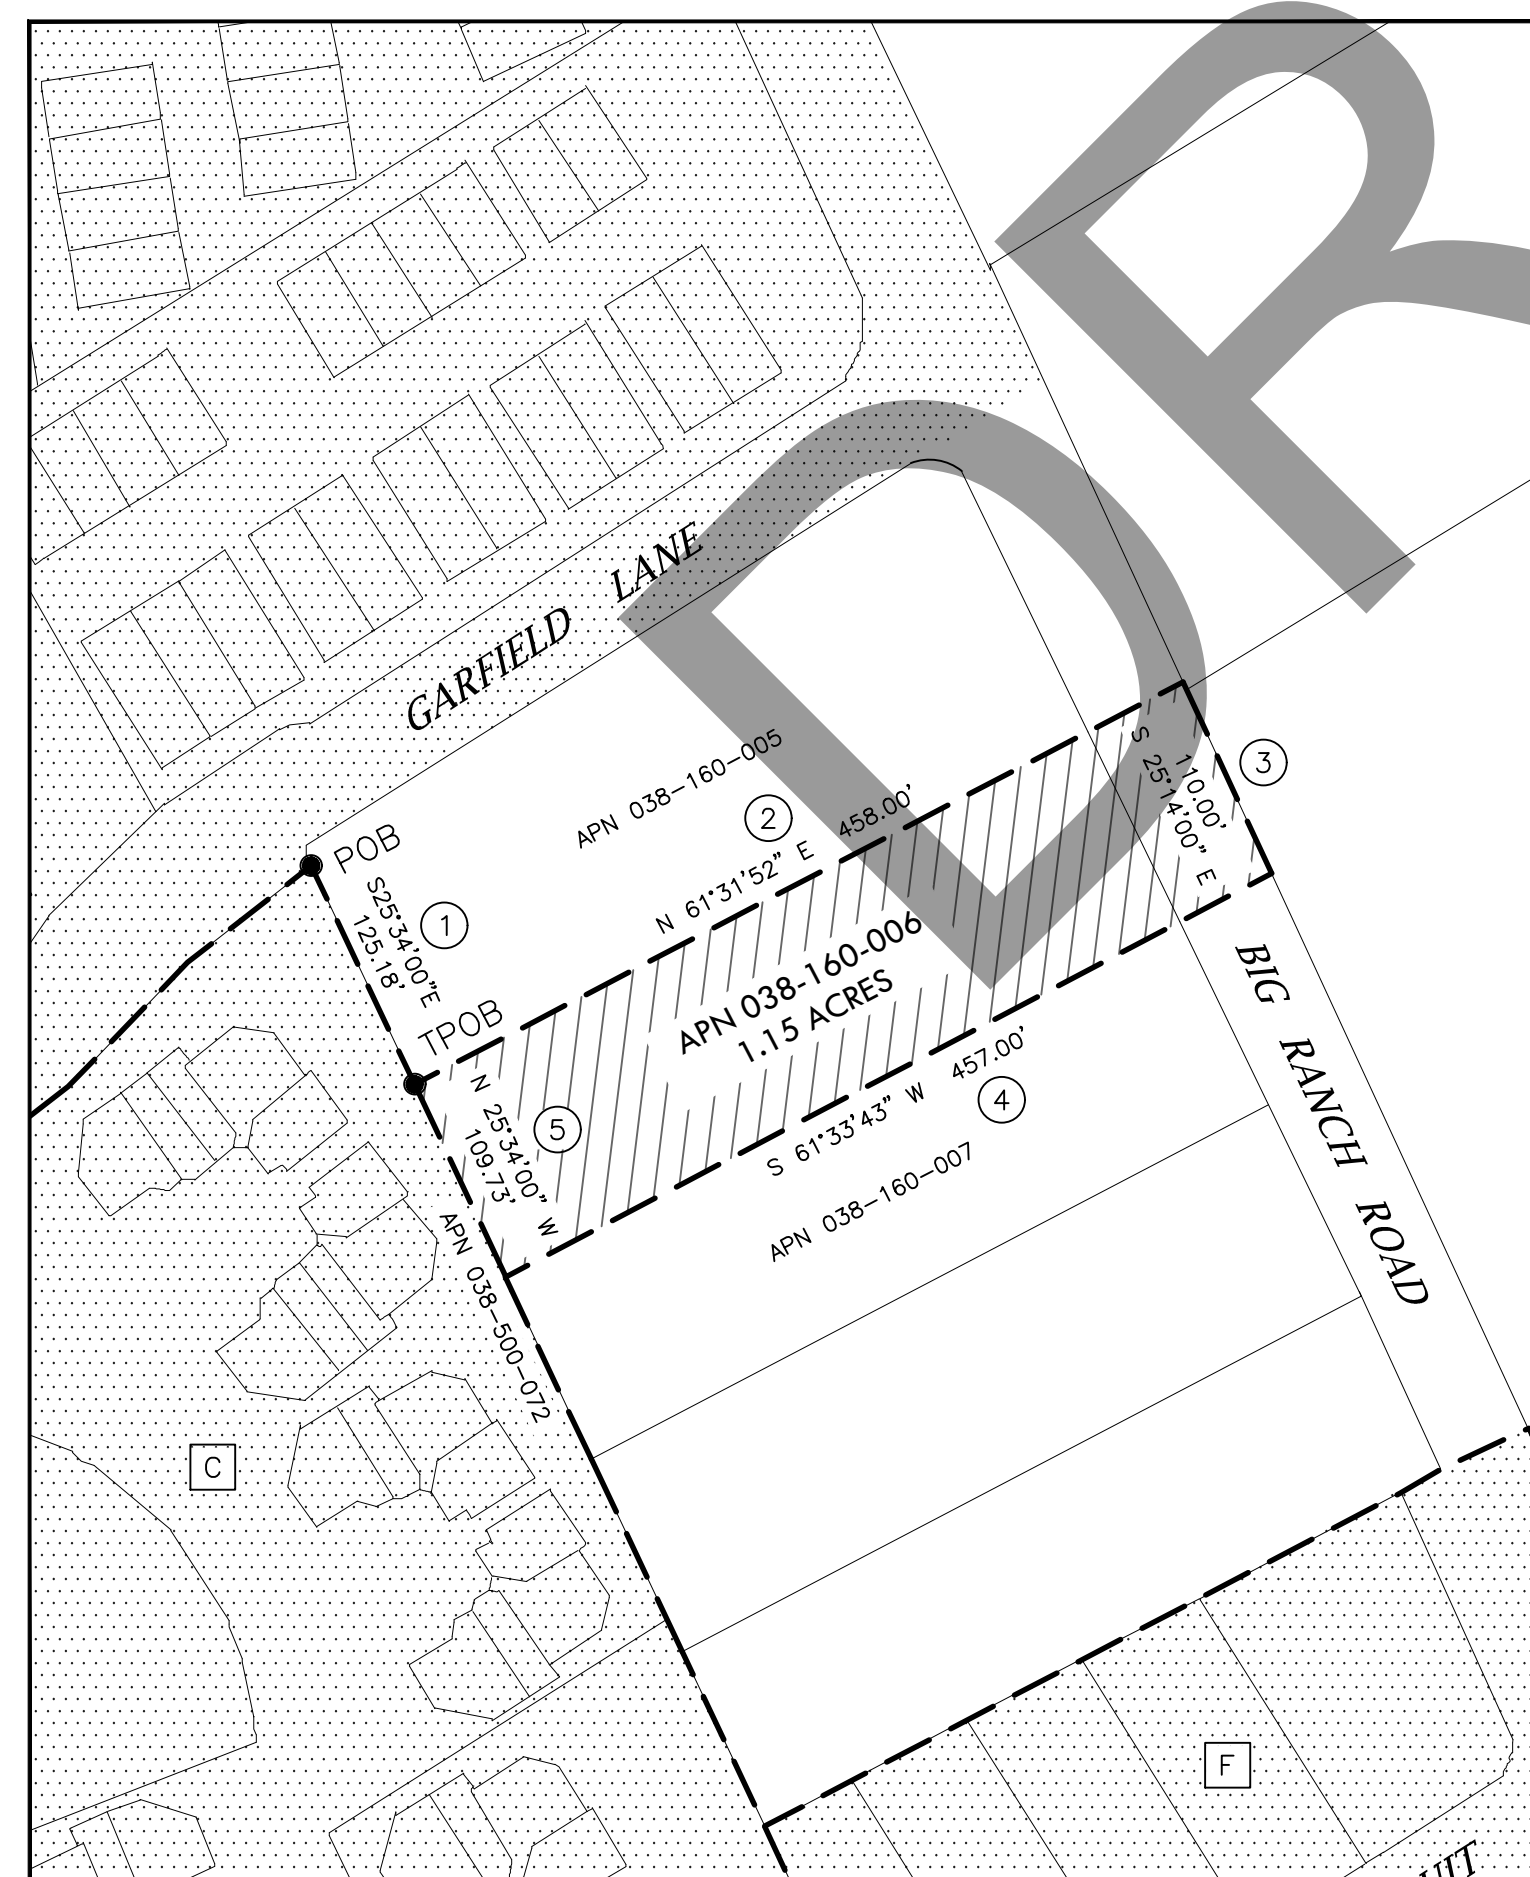 GARFIELD LANE
POB
S25°34'00"E
125.18'
1
TPOB
APN 038-160-005
2
N 61°31'52" E 458.00'
S 25°14'00" E
110.00'
3
APN 038-160-006
1.15 ACRES
N 25°34'00" W
109.73'
5
S 61°33'43" W 457.00'
4
APN 038-160-007
BIG RANCH ROAD
APN 038-500-072
C
F
DR